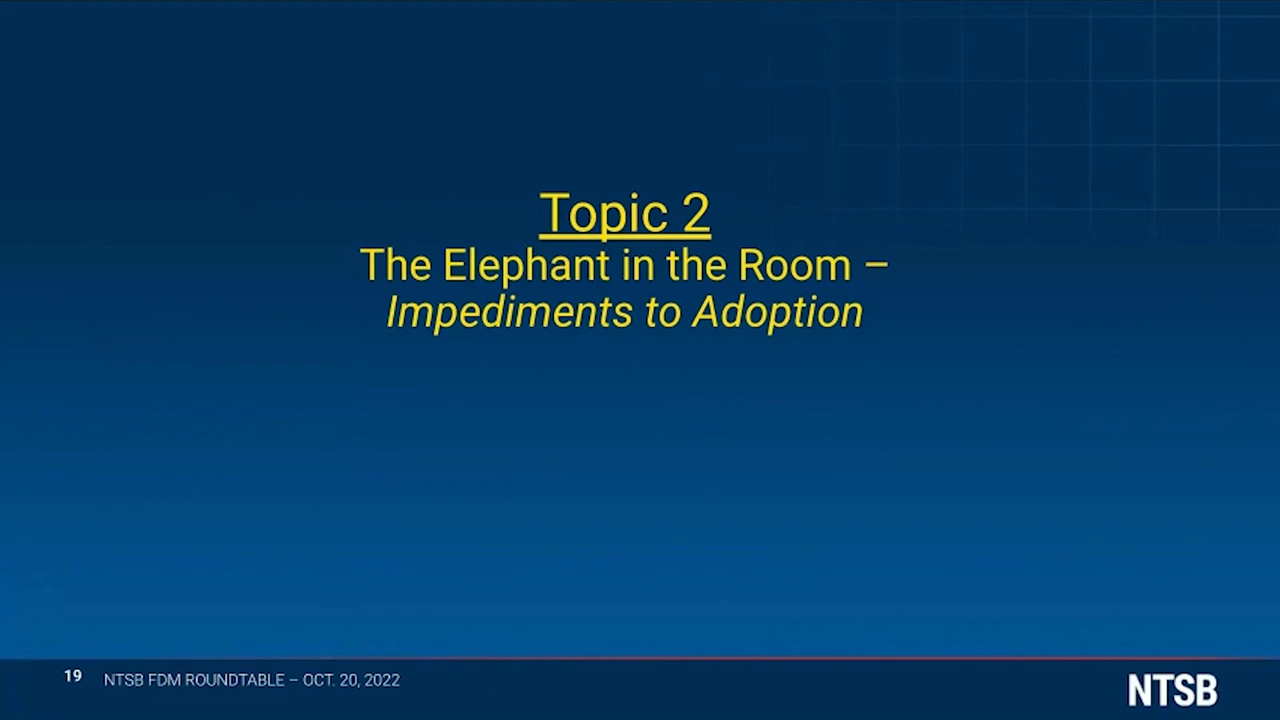 Topic 2
The Elephant in the Room –
Impediments to Adoption
19 NTSB FDM ROUNDTABLE – OCT. 20, 2022
NTSB